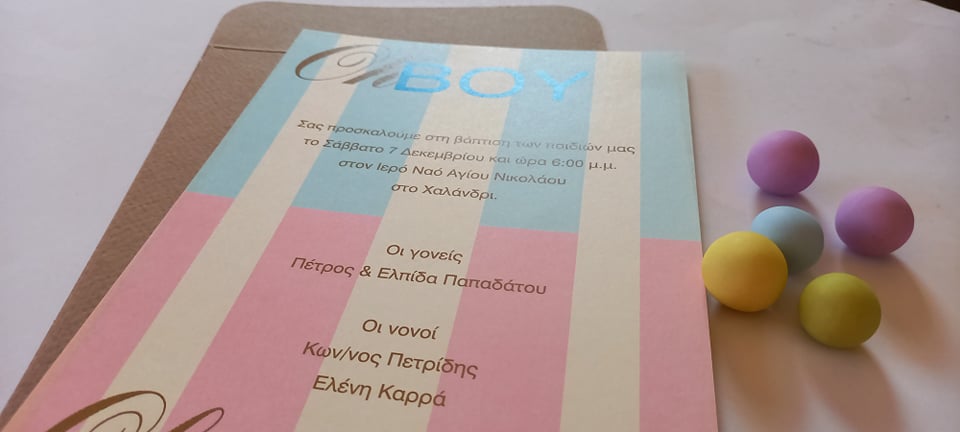 Oh BOY
Σας προσκαλούμε στη βάπτιση των παιδιών μας
το Σάββατο 7 Δεκεμβρίου και ώρα 6:00 μ.μ.
στον Ιερό Ναό Αγίου Νικολάου
στο Χαλάνδρι.
Οι γονείς
Πέτρος & Ελπίδα Παπαδάτου
Οι νονοί
Κων/νος Πετρίδης
Ελένη Καρρά